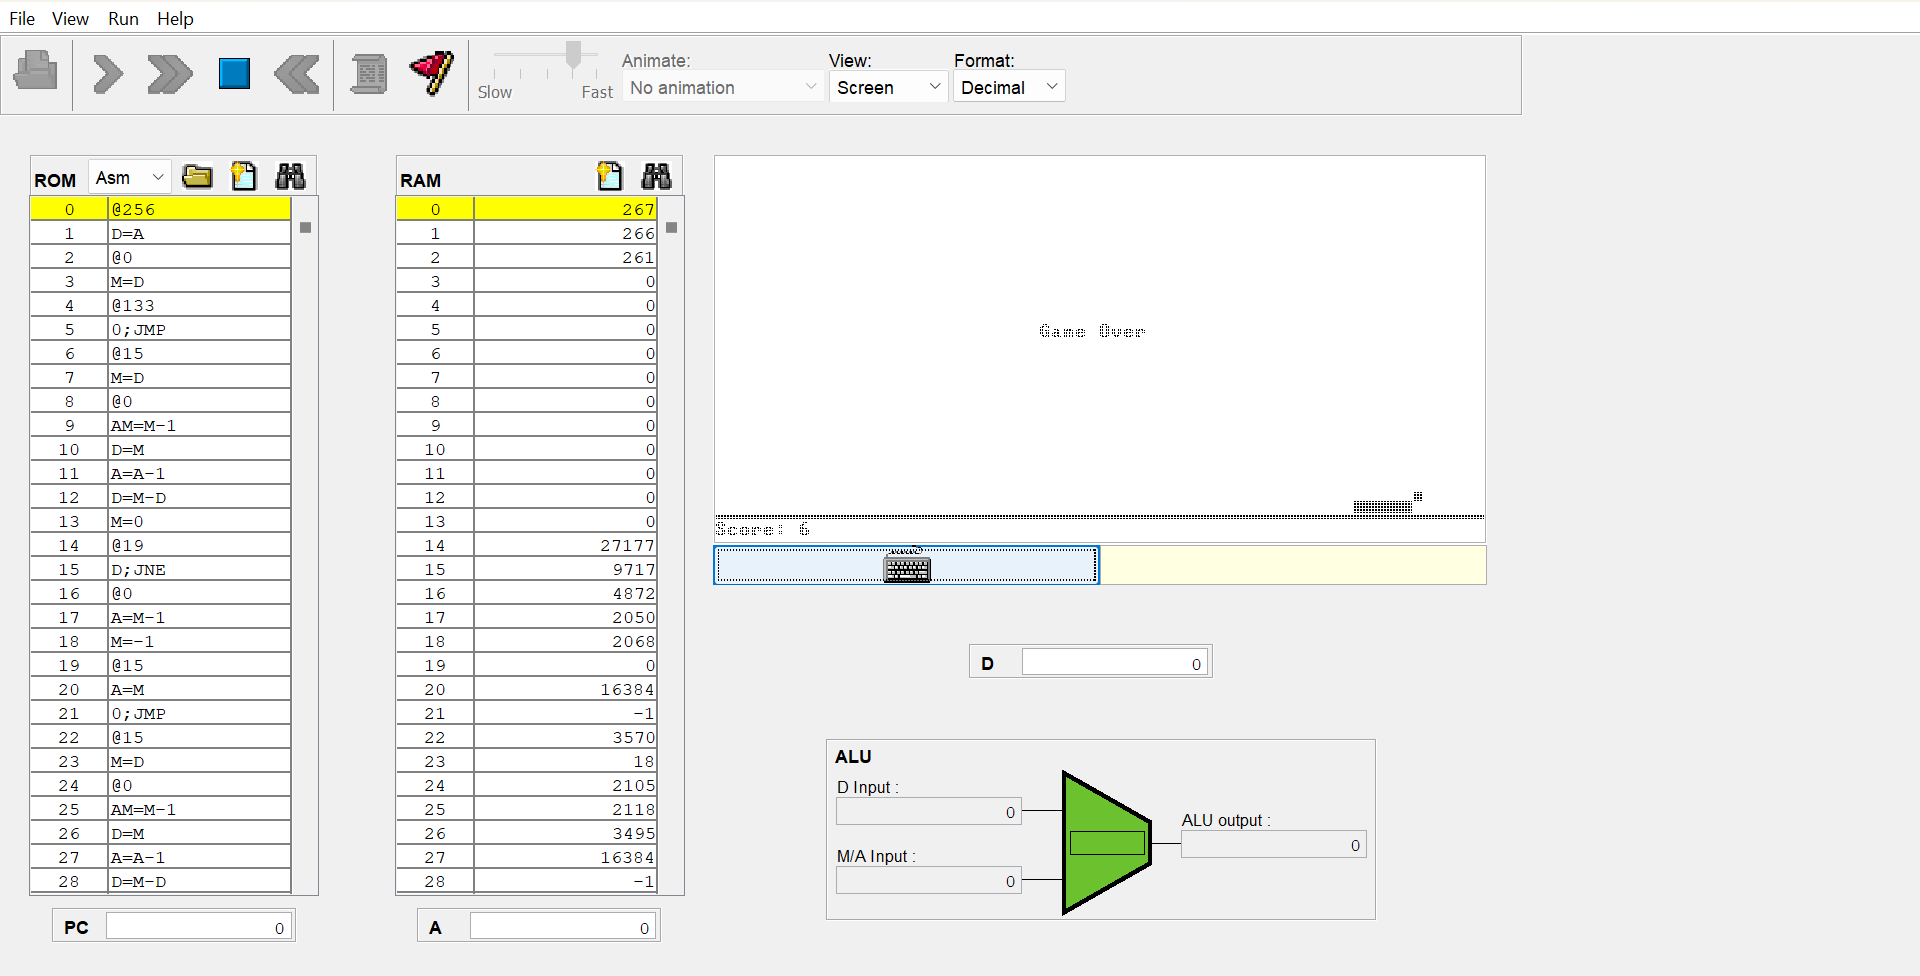 File View Run Help
Slow Fast
Animate:
No animation
View:
Screen
Format:
Decimal
ROM Asm
0 @256
1 D=A
2 @0
3 M=D
4 @133
5 0;JMP
6 @15
7 M=D
8 @0
9 AM=M-1
10 D=M
11 A=A-1
12 D=M-D
13 M=0
14 @19
15 D;JNE
16 @0
17 A=M-1
18 M=-1
19 @15
20 A=M
21 0;JMP
22 @15
23 M=D
24 @0
25 AM=M-1
26 D=M
27 A=A-1
28 D=M-D
PC 0
RAM
0 267
1 266
2 261
3 0
4 0
5 0
6 0
7 0
8 0
9 0
10 0
11 0
12 0
13 0
14 27177
15 9717
16 4872
17 2050
18 2068
19 0
20 16384
21 -1
22 3570
23 18
24 2105
25 2118
26 3495
27 16384
28 -1
A 0
Game Over
Score: 6
D 0
ALU
D Input :
0
M/A Input :
0
ALU output :
0